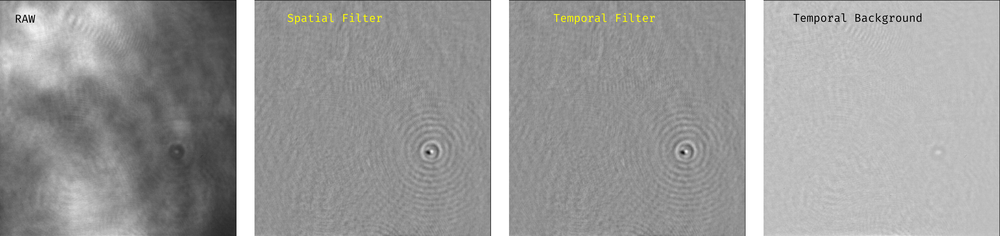 RAW
Spatial Filter
Temporal Filter
Temporal Background